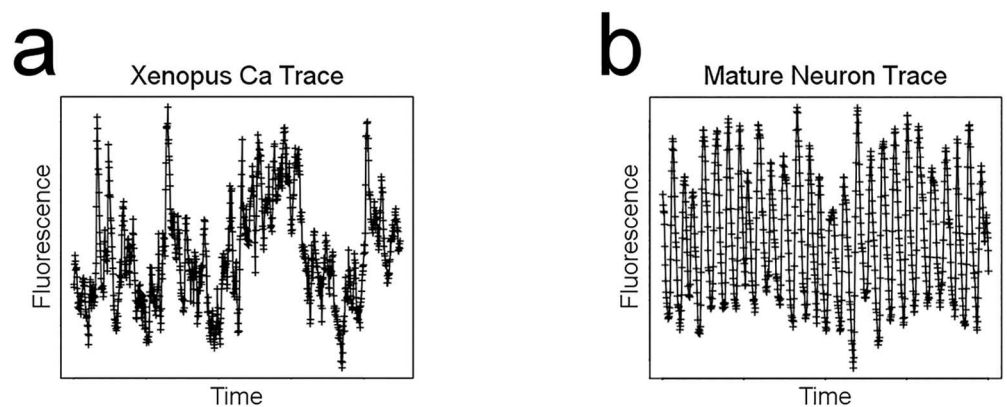 a
Xenopus Ca Trace
Fluorescence
Time
b
Mature Neuron Trace
Fluorescence
Time